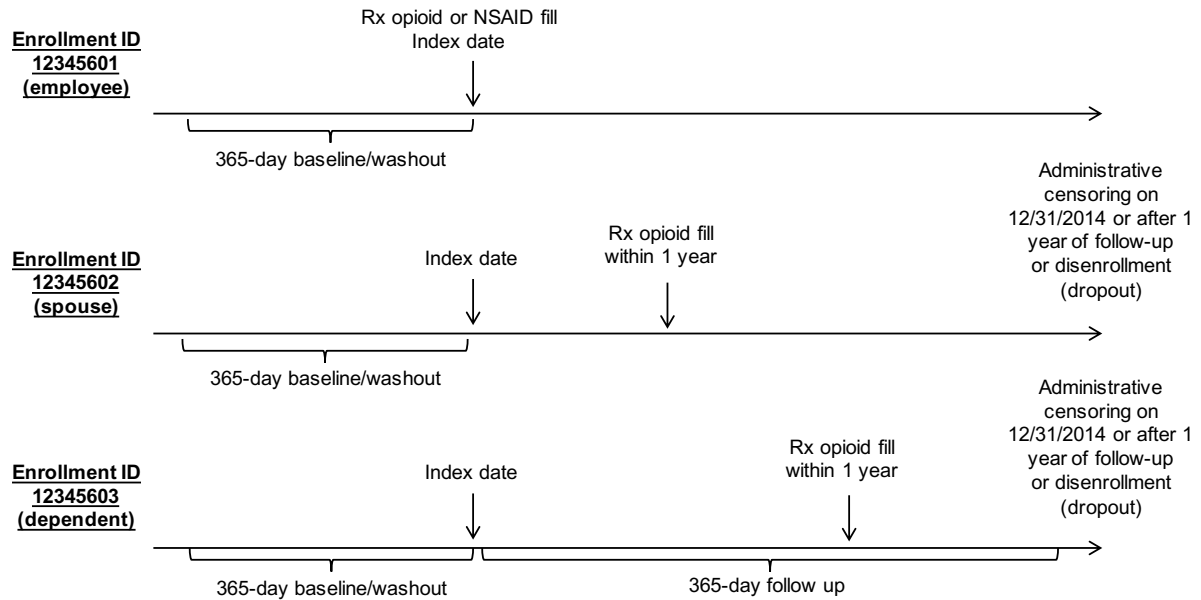 Rx opioid or NSAID fill
Index date
Enrollment ID
12345601
(employee)
365-day baseline/washout
Administrative
censoring on
12/31/2014 or after 1
year of follow-up
or disenrollment
(dropout)
Rx opioid fill
within 1 year
Index date
Enrollment ID
12345602
(spouse)
365-day baseline/washout
Administrative
censoring on
12/31/2014 or after 1
year of follow-up
or disenrollment
(dropout)
Rx opioid fill
within 1 year
Index date
Enrollment ID
12345603
(dependent)
365-day baseline/washout
365-day follow up